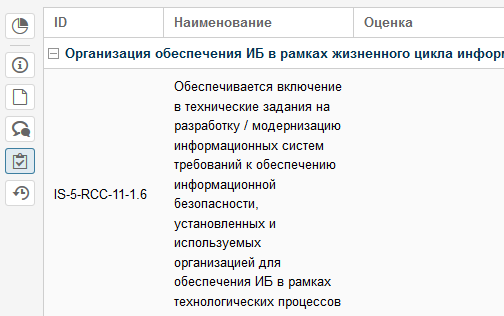 ID Наименование Оценка
Организация обеспечения ИБ в рамках жизненного цикла
Обеспечивается включение
в технические задания на
разработку / модернизацию
информационных систем
требований к обеспечению
информационной
IS-5-RCC-11-1.6
безопасности,
установленных и
используемых
организацией для
обеспечения ИБ в рамках
технологических процессов